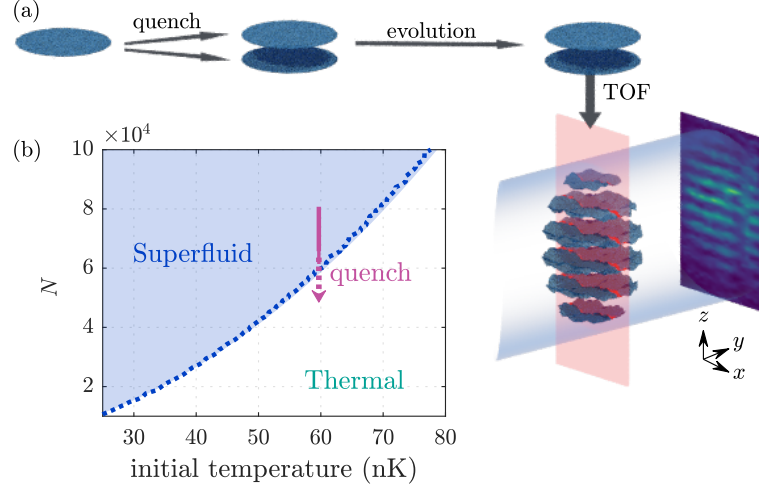 (a)
quench
evolution
TOF
(b)
×10⁴
10
8
6
4
2
N
Superfluid
quench
Thermal
30 40 50 60 70 80
initial temperature (nK)
z
y
x